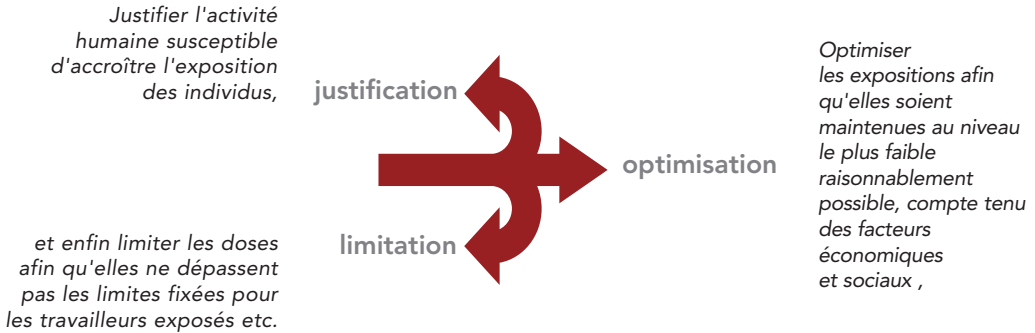 Justifier l'activité
humaine susceptible
d'accroître l'exposition
des individus,
justification
Optimiser
les expositions afin
qu'elles soient
maintenues au niveau
le plus faible
raisonnablement
possible, compte tenu
des facteurs
économiques
et sociaux ,
optimisation
limitation
et enfin limiter les doses
afin qu'elles ne dépassent
pas les limites fixées pour
les travailleurs exposés etc.